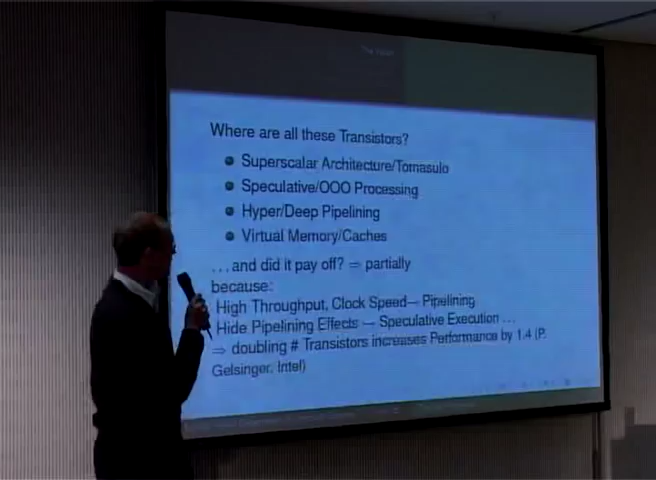 Where are all these Transistors?
Superscalar Architecture/Tomasulo
Speculative/OOO Processing
Hyper/Deep Pipelining
Virtual Memory/Caches
...and did it pay off? ⇒ partially
because:
High Throughput, Clock Speed→ Pipelining
Hide Pipelining Effects → Speculative Execution ...
⇒ doubling # Transistors increases Performance by 1.4 (P.
Gelsinger, Intel)